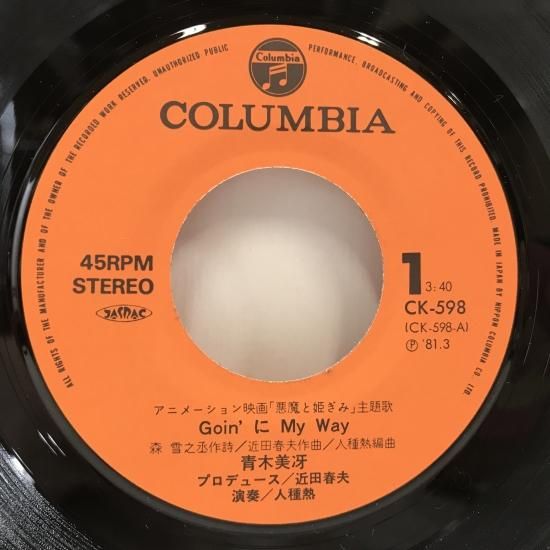 ALL RIGHTS OF THE MANUFACTURER AND OF THE OWNER OF THE RECORDED WORK RESERVED. UNAUTHORIZED PUBLIC PERFORMANCE, BROADCASTING AND COPYING OF THIS RECORD PROHIBITED. MADE IN JAPAN BY NIPPON COLUMBIA CO., LTD.
Columbia
COLUMBIA
45RPM
STEREO
JASRAC
1 3:40
CK-598
(CK-598-A)
Ⓟ '81.3
アニメーション映画「悪魔と姫ぎみ」主題歌
Goin' に My Way
森 雪之丞作詩/近田春夫作曲/人種熱編曲
青木美冴
プロデュース/近田春夫
演奏/人種熱